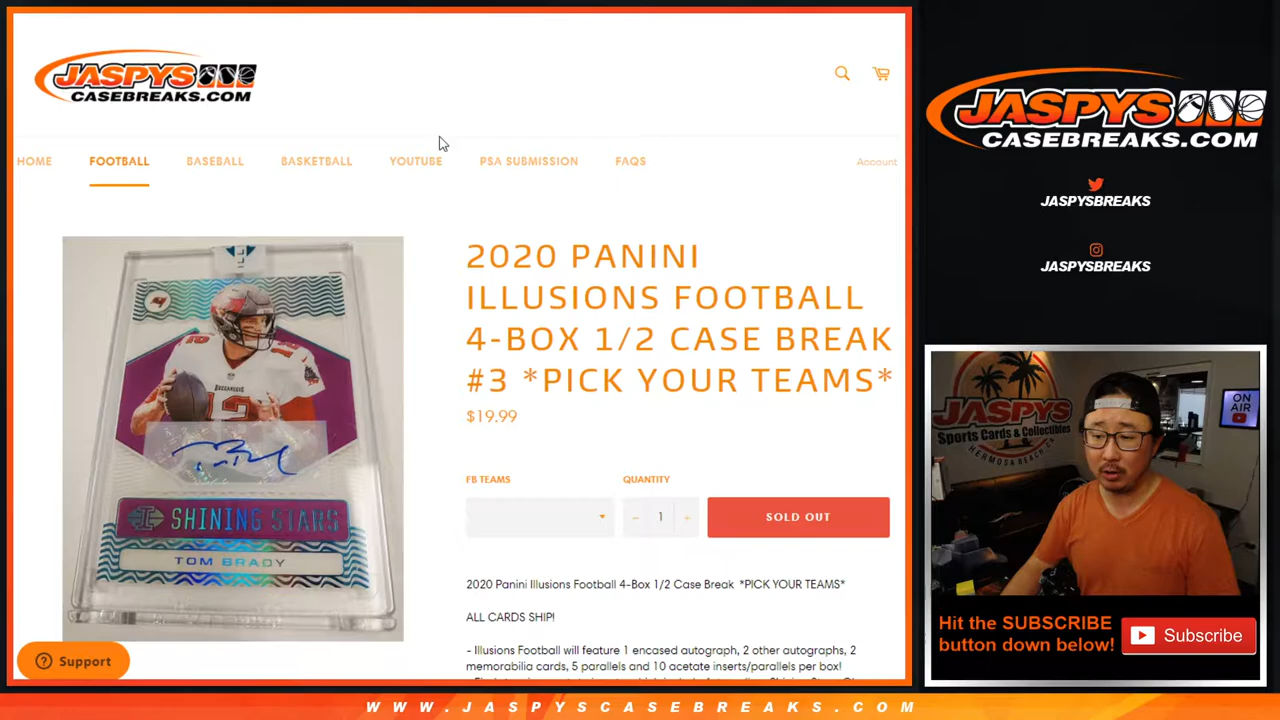 JASPYS
CASEBREAKS.COM
HOME
FOOTBALL
BASEBALL
BASKETBALL
YOUTUBE
PSA SUBMISSION
FAQS
Account
2020 PANINI
ILLUSIONS FOOTBALL
4-BOX 1/2 CASE BREAK
#3 *PICK YOUR TEAMS*
$19.99
BUCCANEERS
12
SHINING STARS
TOM BRADY
FB TEAMS
QUANTITY
1
SOLD OUT
2020 Panini Illusions Football 4-Box 1/2 Case Break *PICK YOUR TEAMS*
ALL CARDS SHIP!
- Illusions Football will feature 1 encased autograph, 2 other autographs, 2
memorabilia cards, 5 parallels and 10 acetate inserts/parallels per box!
Support
JASPYS
CASEBREAKS.COM
JASPYSBREAKS
JASPYSBREAKS
JASPYS
Sports Cards & Collectibles
HERMOSA BEACH, CA
ON
AIR
Hit the SUBSCRIBE
button down below!
Subscribe
WWW.JASPYSCASEBREAKS.COM